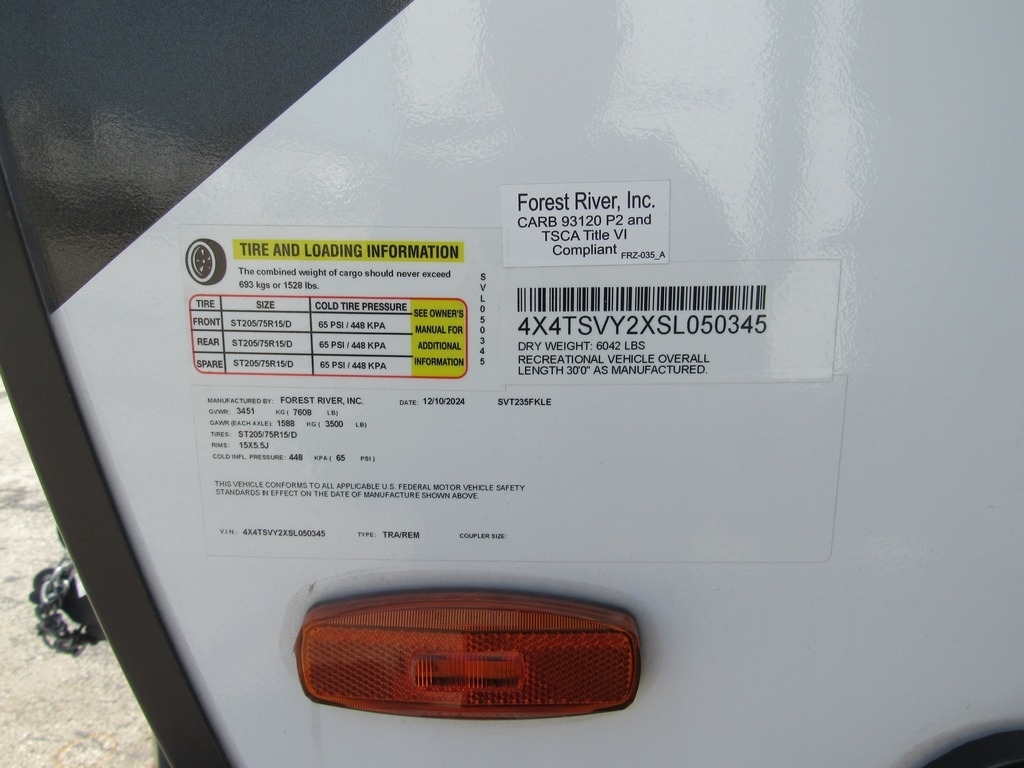 Forest River, Inc.
CARB 93120 P2 and
TSCA Title VI
Compliant FRZ-035_A
TIRE AND LOADING INFORMATION
The combined weight of cargo should never exceed
693 kgs or 1528 lbs.
TIRE SIZE COLD TIRE PRESSURE
FRONT ST205/75R15/D 65 PSI / 448 KPA
REAR ST205/75R15/D 65 PSI / 448 KPA
SPARE ST205/75R15/D 65 PSI / 448 KPA
SEE OWNER'S
MANUAL FOR
ADDITIONAL
INFORMATION
SVL050345
4X4TSVY2XSL050345
DRY WEIGHT: 6042 LBS
RECREATIONAL VEHICLE OVERALL
LENGTH 30'0" AS MANUFACTURED.
MANUFACTURED BY: FOREST RIVER, INC. DATE: 12/10/2024 SVT235FKLE
GVWR: 3451 KG ( 7608 LB)
GAWR (EACH AXLE): 1588 KG ( 3500 LB)
TIRES: ST205/75R15/D
RIMS: 15X5.5J
COLD INFL. PRESSURE: 448 KPA ( 65 PSI )
THIS VEHICLE CONFORMS TO ALL APPLICABLE U.S. FEDERAL MOTOR VEHICLE SAFETY
STANDARDS IN EFFECT ON THE DATE OF MANUFACTURE SHOWN ABOVE
V.I.N.: 4X4TSVY2XSL050345 TYPE: TRA/REM COUPLER SIZE: